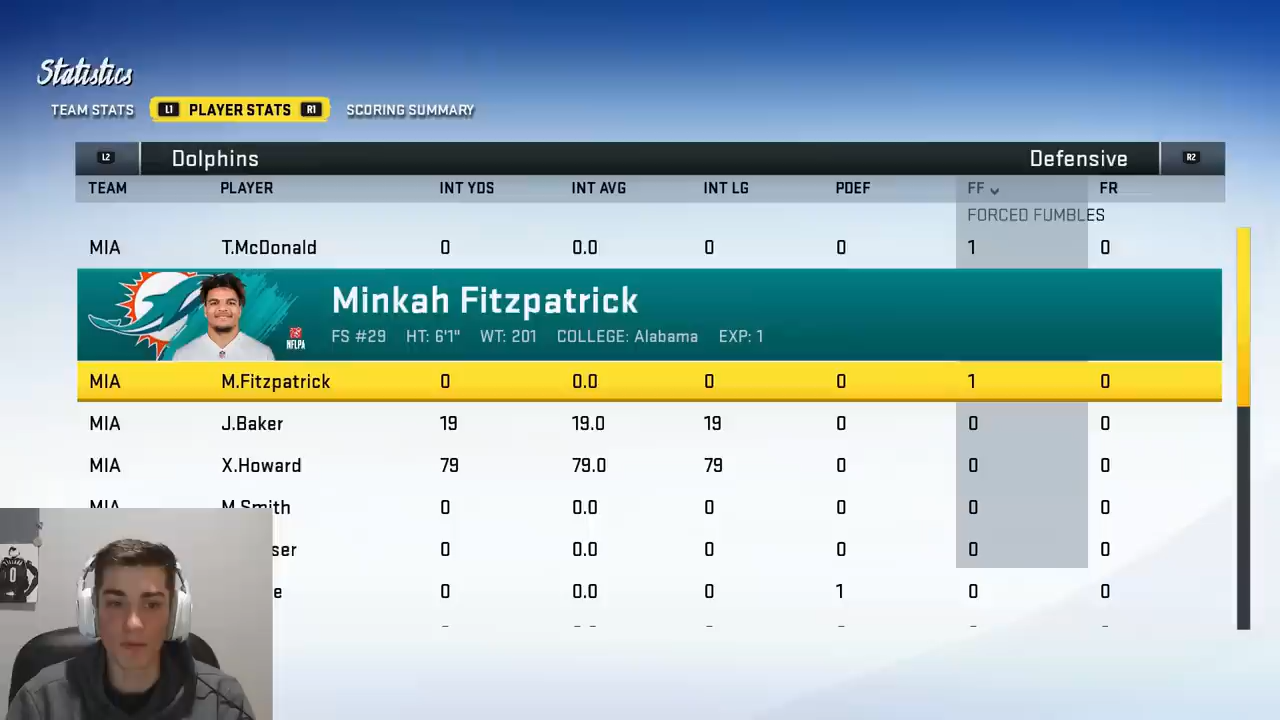 Statistics
TEAM STATS L1 PLAYER STATS R1 SCORING SUMMARY
L2 Dolphins Defensive R2
TEAM PLAYER INT YDS INT AVG INT LG PDEF FF FR
FORCED FUMBLES
MIA T.McDonald 0 0.0 0 0 1 0
Minkah Fitzpatrick
NFLPA FS #29 HT: 6'1" WT: 201 COLLEGE: Alabama EXP: 1
MIA M.Fitzpatrick 0 0.0 0 0 1 0
MIA J.Baker 19 19.0 19 0 0 0
MIA X.Howard 79 79.0 79 0 0 0
MIA M.Smith 0 0.0 0 0 0 0
ser 0 0.0 0 0 0 0
e 0 0.0 0 1 0 0